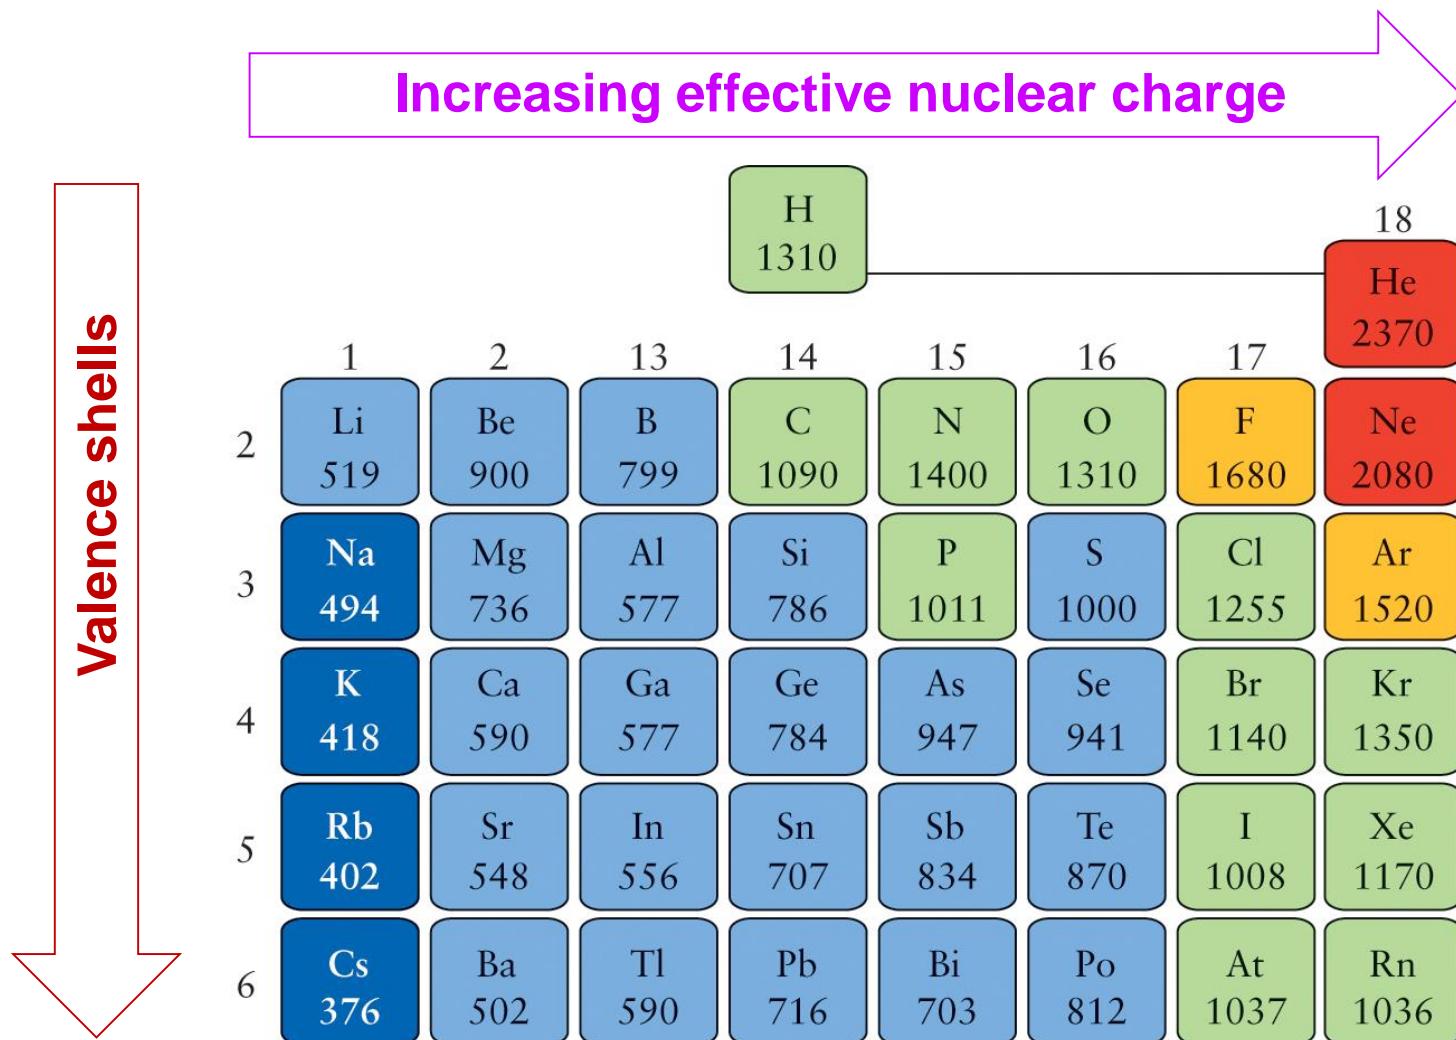 Increasing effective nuclear charge
Valence shells
H
1310
18
He
2370
1 2 13 14 15 16 17
2
Li Be B C N O F Ne
519 900 799 1090 1400 1310 1680 2080
3
Na Mg Al Si P S Cl Ar
494 736 577 786 1011 1000 1255 1520
4
K Ca Ga Ge As Se Br Kr
418 590 577 784 947 941 1140 1350
5
Rb Sr In Sn Sb Te I Xe
402 548 556 707 834 870 1008 1170
6
Cs Ba Tl Pb Bi Po At Rn
376 502 590 716 703 812 1037 1036